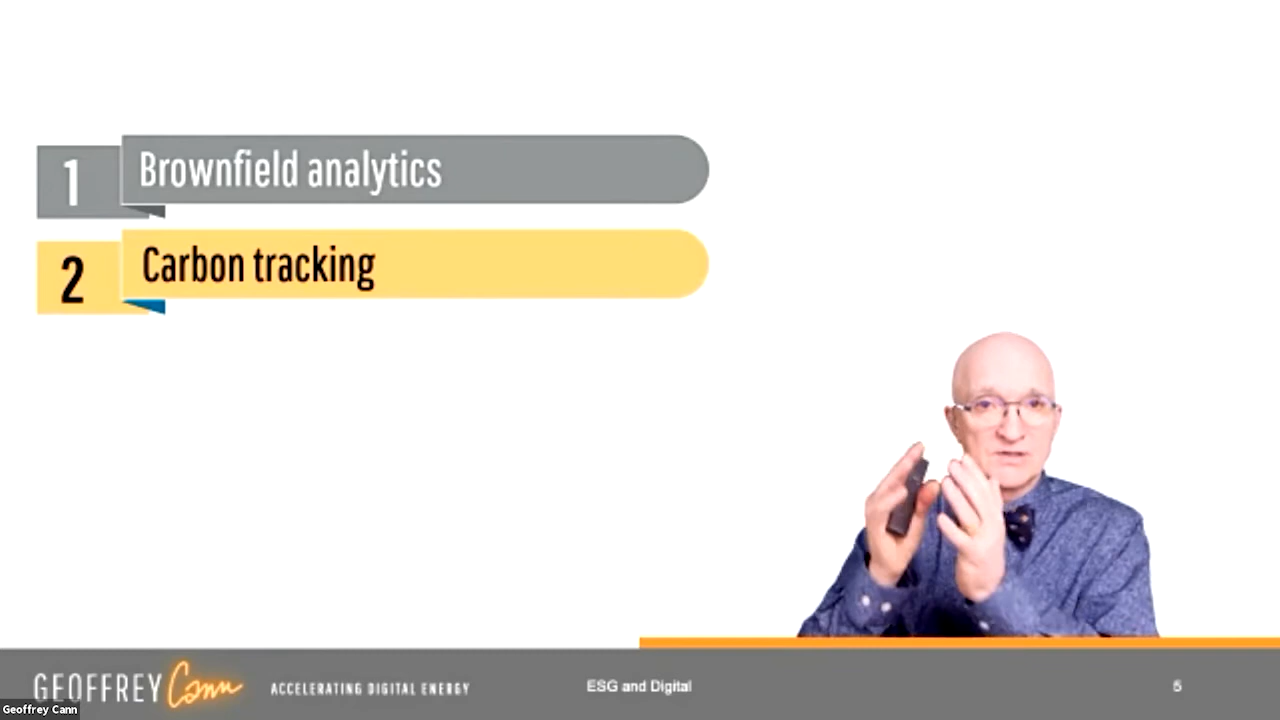 1 Brownfield analytics
2 Carbon tracking
GEOFFREY Cann ACCELERATING DIGITAL ENERGY ESG and Digital 5
Geoffrey Cann